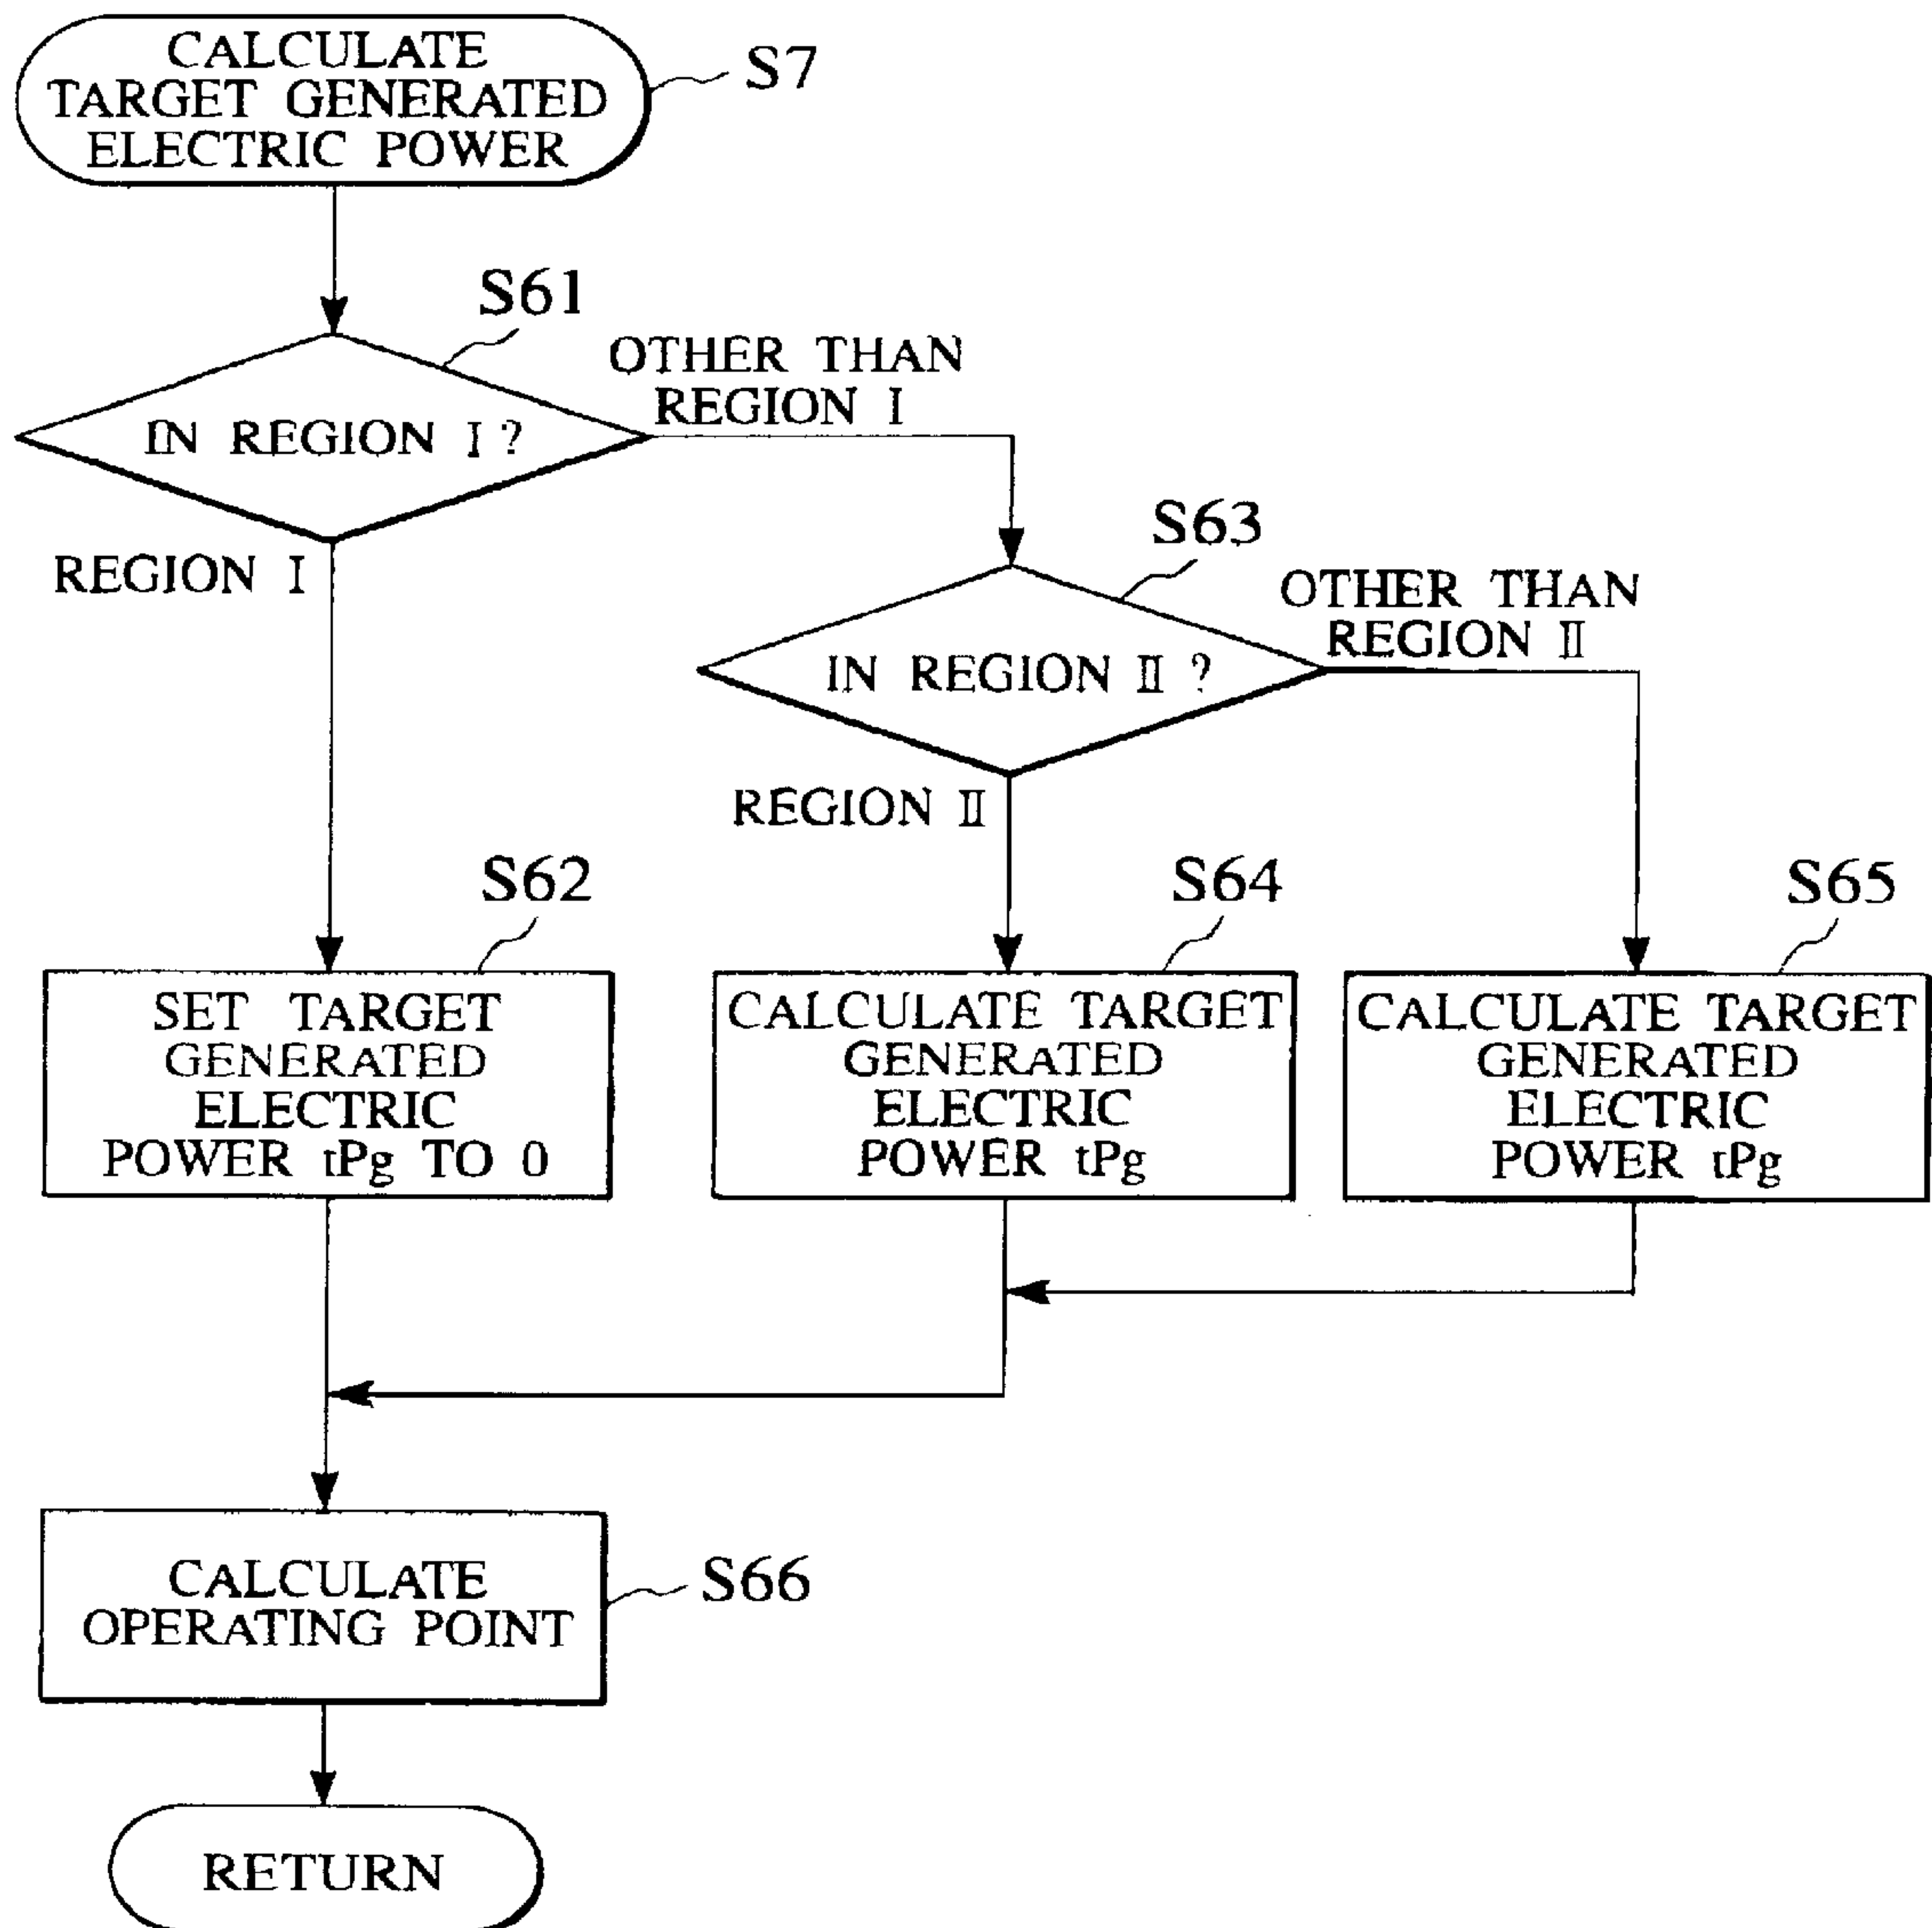 CALCULATE
TARGET GENERATED
ELECTRIC POWER
S7
S61
IN REGION I ?
OTHER THAN
REGION I
REGION I
S63
IN REGION II ?
OTHER THAN
REGION II
REGION II
S62
SET TARGET
GENERATED
ELECTRIC
POWER tPg TO 0
S64
CALCULATE TARGET
GENERATED
ELECTRIC
POWER tPg
S65
CALCULATE TARGET
GENERATED
ELECTRIC
POWER tPg
CALCULATE
OPERATING POINT
S66
RETURN